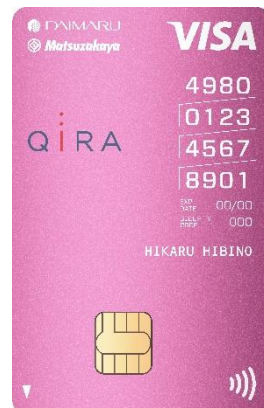 DAIMARU
Matsuzakaya
VISA
4980
0123
4567
8901
QiRA
EXP
DATE 00/00
000
HIKARU HIBINO